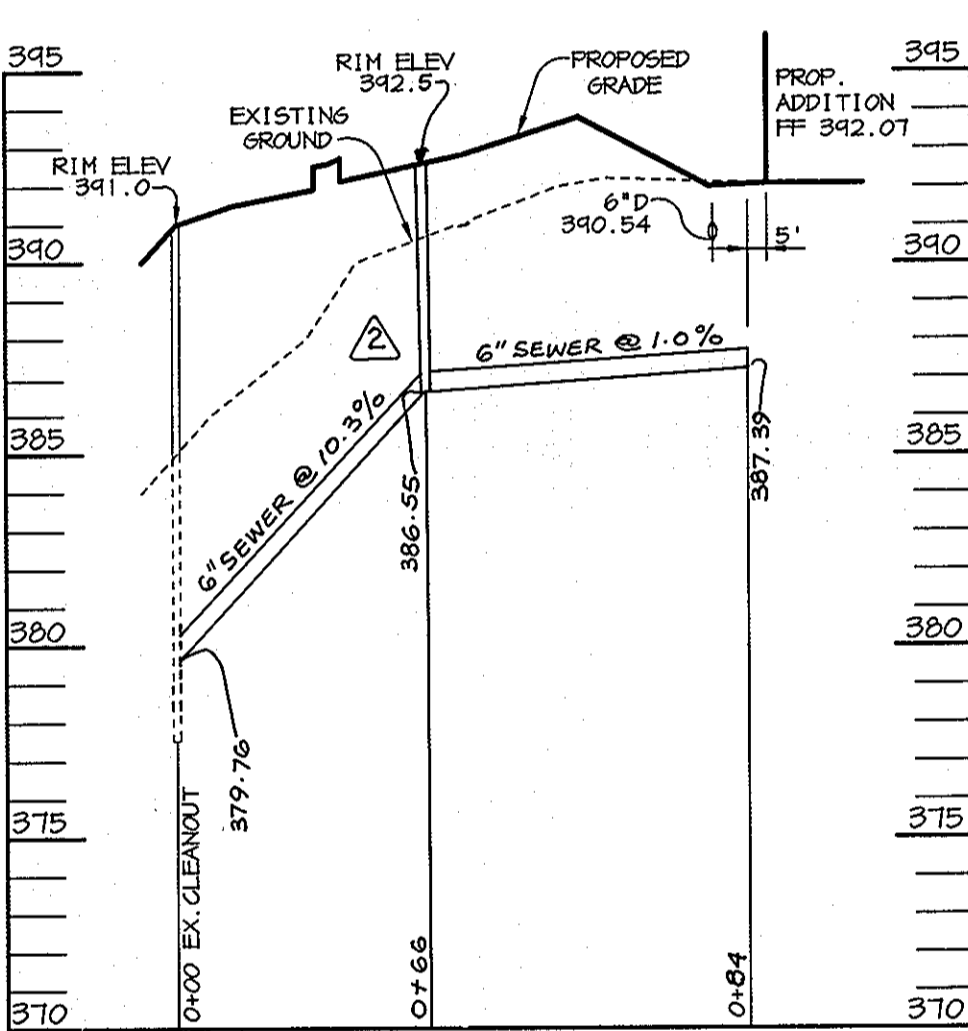 395
395
RIM ELEV
392.5
PROPOSED
GRADE
PROP.
ADDITION
FF 392.07
EXISTING
GROUND
RIM ELEV
391.0
6"D
390.54
5'
390
390
2
6" SEWER @ 1.0%
6" SEWER @ 10.3%
385
385
386.55
387.39
380
380
379.76
375
375
0+00 EX. CLEANOUT
0+66
0+84
370
370